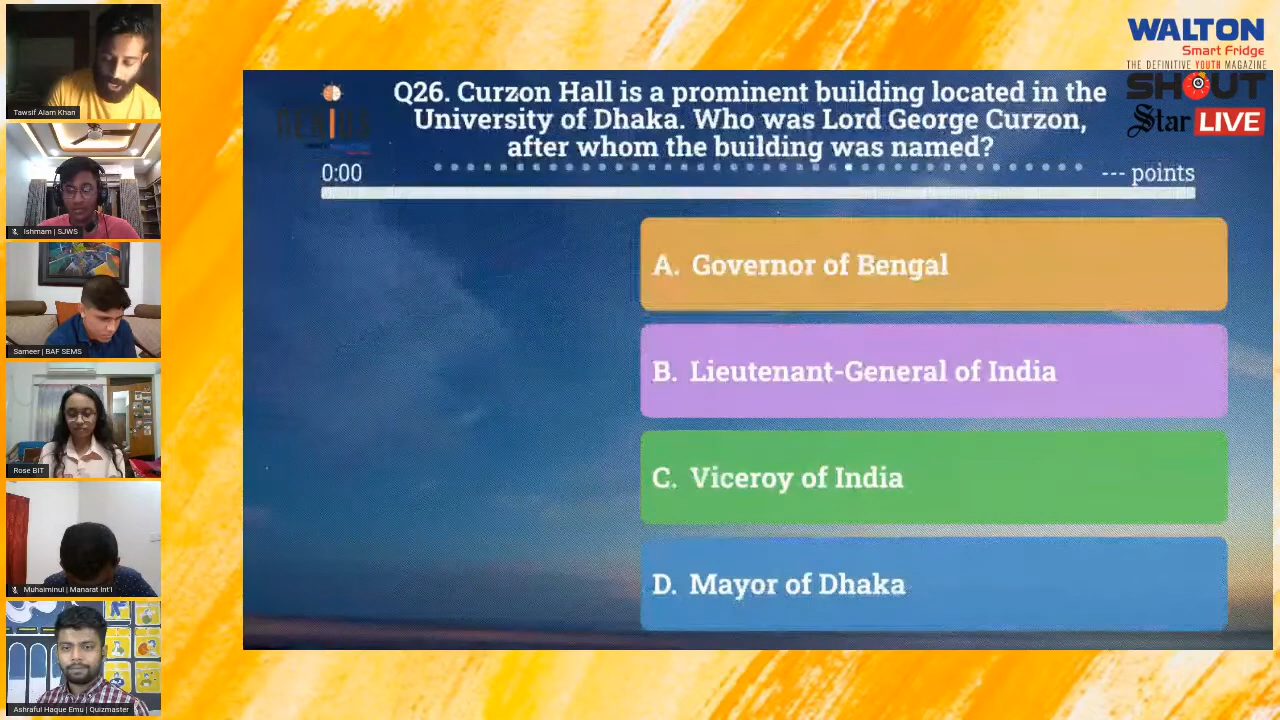 Tawsif Alam Khan
Ishmam | SJWS
Sameer | BAF SEMS
Rose BIT
Muhaiminul | Manarat Int'l
Ashraful Haque Emu | Quizmaster
WALTON
Smart Fridge
THE DEFINITIVE YOUTH MAGAZINE
SHOUT
Star LIVE
GENIUS
Q26. Curzon Hall is a prominent building located in the
University of Dhaka. Who was Lord George Curzon,
after whom the building was named?
0:00
--- points
A. Governor of Bengal
B. Lieutenant-General of India
C. Viceroy of India
D. Mayor of Dhaka